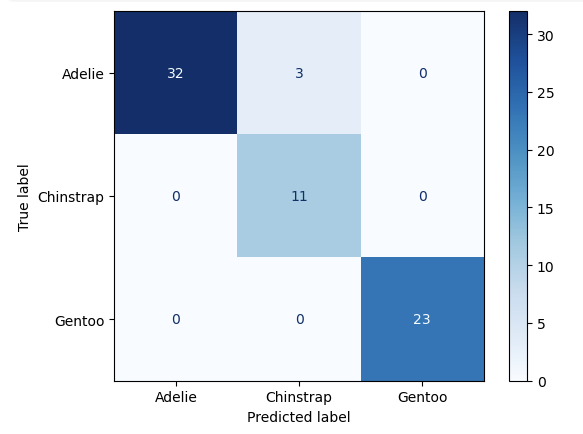 Adelie 32 3 0
Chinstrap 0 11 0
Gentoo 0 0 23
Adelie Chinstrap Gentoo
Predicted label
True label
30
25
20
15
10
5
0